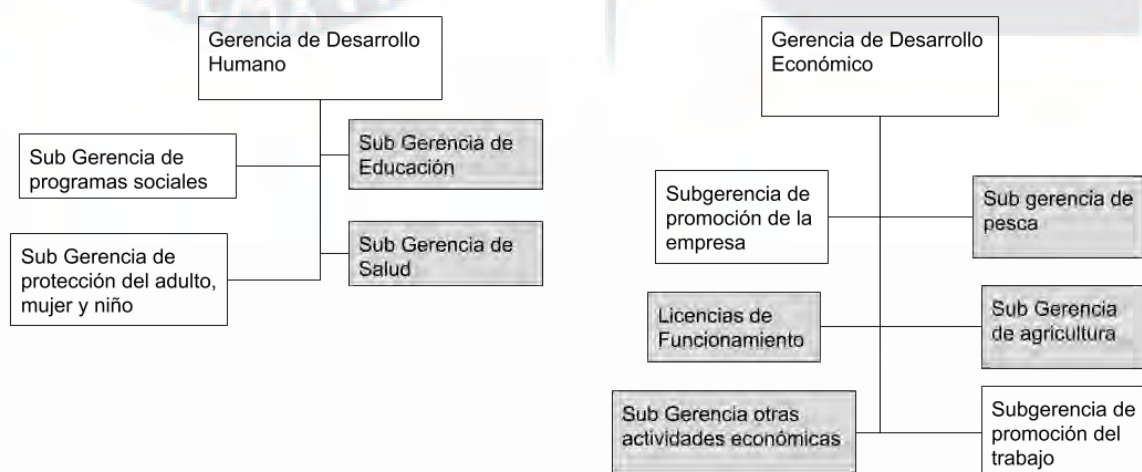 Gerencia de Desarrollo
Humano
Sub Gerencia de
programas sociales
Sub Gerencia de
Educación
Sub Gerencia de
protección del adulto,
mujer y niño
Sub Gerencia de
Salud
Gerencia de Desarrollo
Económico
Subgerencia de
promoción de la
empresa
Sub gerencia de
pesca
Licencias de
Funcionamiento
Sub Gerencia
de agricultura
Sub Gerencia otras
actividades económicas
Subgerencia de
promoción del
trabajo